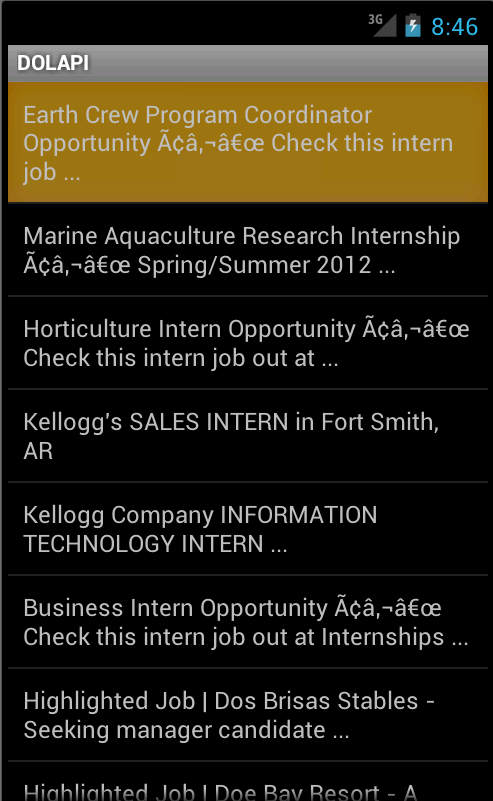 3G 8:46
DOLAPI
Earth Crew Program Coordinator
Opportunity Ã¢â‚¬â€œ Check this intern
job ...
Marine Aquaculture Research Internship
Ã¢â‚¬â€œ Spring/Summer 2012 ...
Horticulture Intern Opportunity Ã¢â‚¬â€œ
Check this intern job out at ...
Kellogg's SALES INTERN in Fort Smith,
AR
Kellogg Company INFORMATION
TECHNOLOGY INTERN ...
Business Intern Opportunity Ã¢â‚¬â€œ
Check this intern job out at Internships ...
Highlighted Job | Dos Brisas Stables -
Seeking manager candidate ...
Highlighted Job | Doe Bay Resort - A